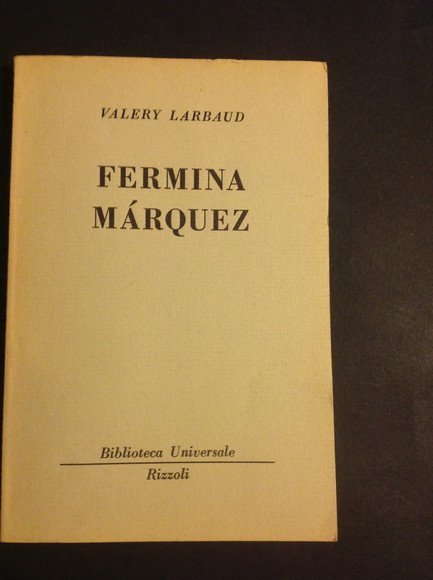 VALERY LARBAUD
FERMINA
MÁRQUEZ
Biblioteca Universale
Rizzoli